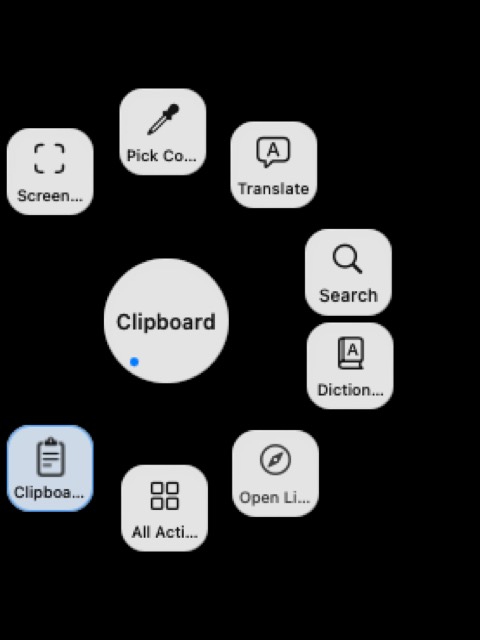 Pick Co...
Screen...
A
Translate
Search
Clipboard
A
Diction...
Clipboa...
Open Li...
All Acti...